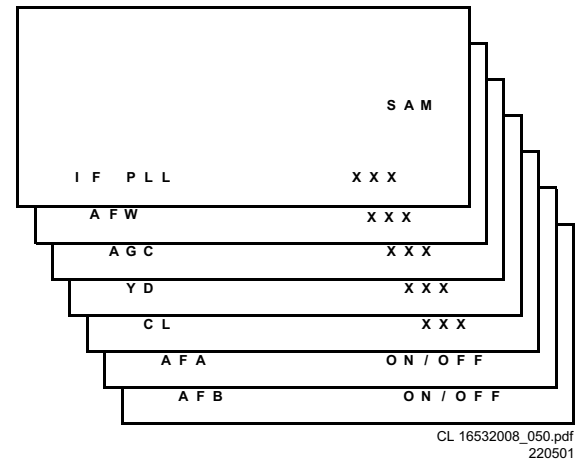 SAM
IF PLL XXX
AFW XXX
AGC XXX
YD XXX
CL XXX
AFA ON/OFF
AFB ON/OFF
CL 16532008_050.pdf
220501